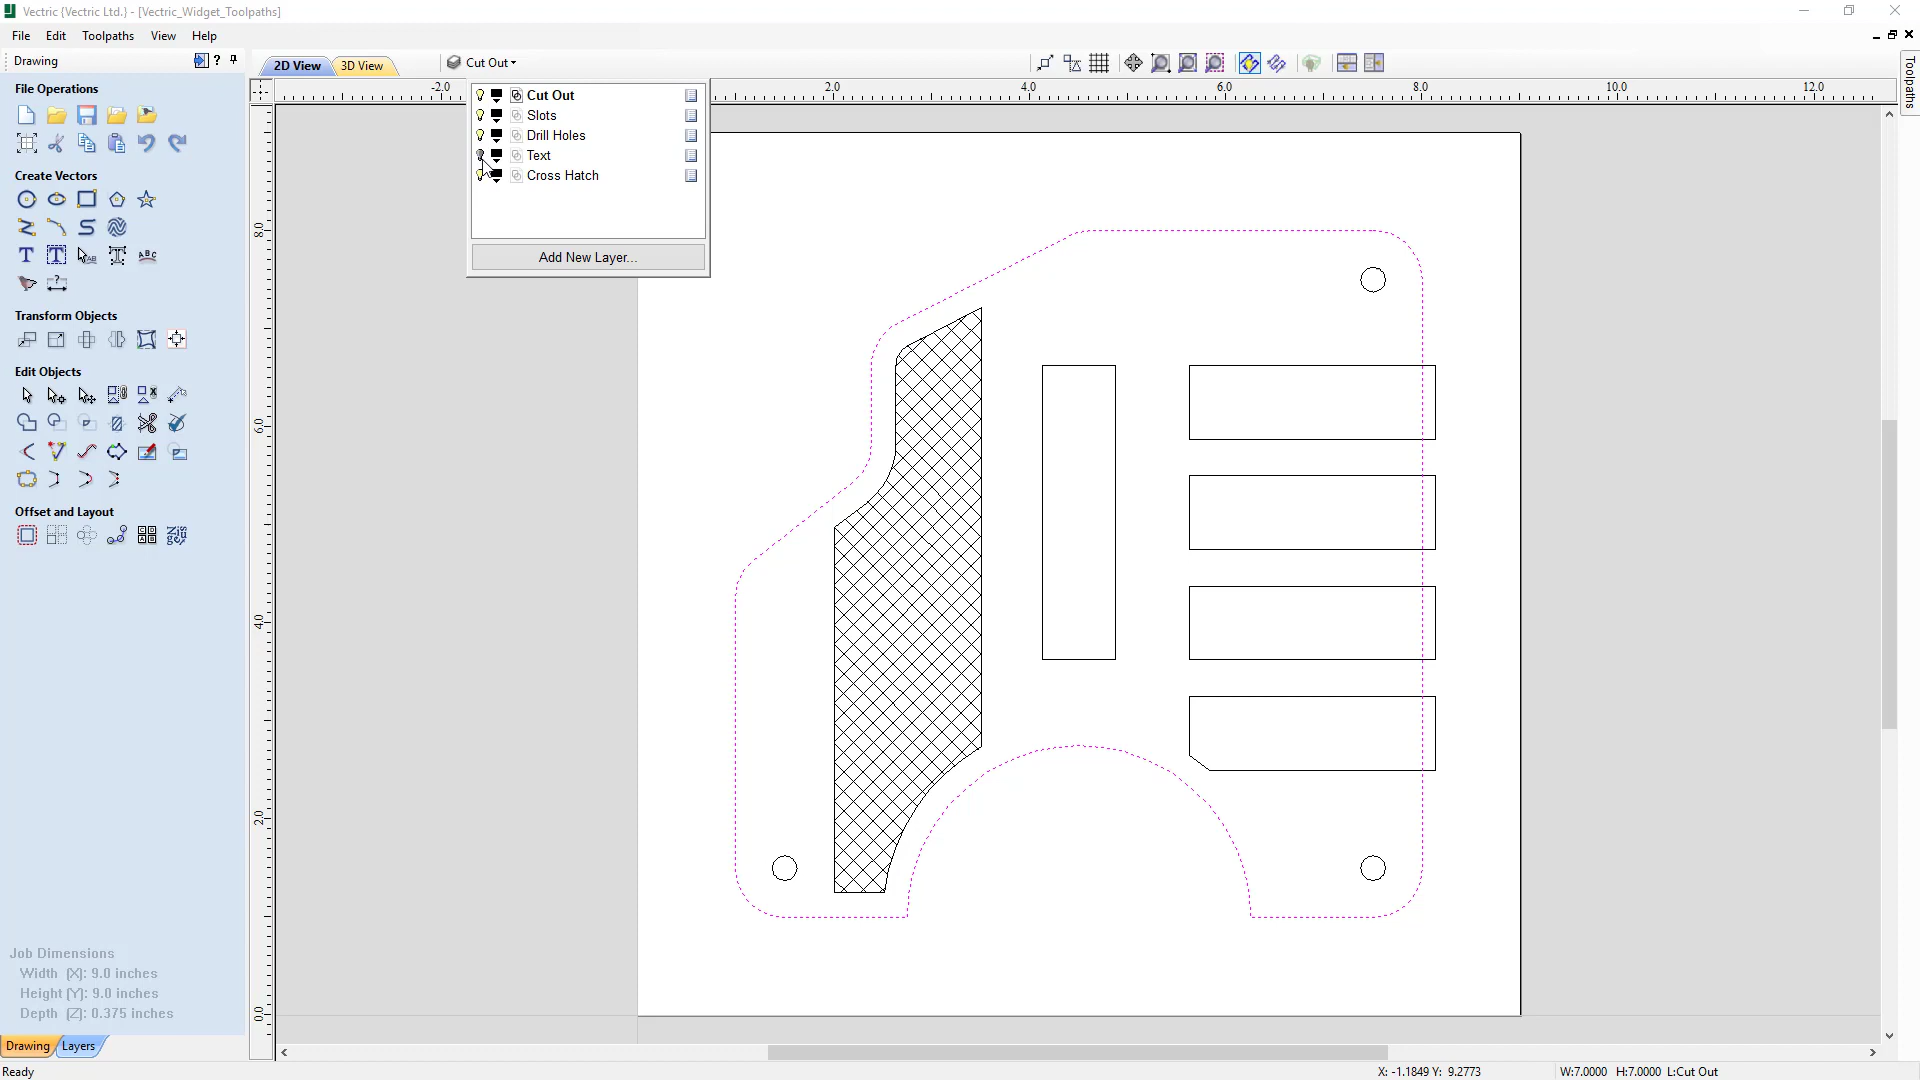 Vectric {Vectric Ltd.} - [Vectric_Widget_Toolpaths]
File Edit Toolpaths View Help
Drawing
File Operations
Create Vectors
Transform Objects
Edit Objects
Offset and Layout
Job Dimensions
Width (X): 9.0 inches
Height (Y): 9.0 inches
Depth (Z): 0.375 inches
Drawing Layers
Ready
2D View 3D View
Cut Out
-2.0 2.0 4.0 6.0 8.0 10.0 12.0
Cut Out
Slots
Drill Holes
Text
Cross Hatch
Add New Layer...
8.0
6.0
4.0
2.0
0.0
Toolpaths
X: -1.1849 Y: 9.2773
W:7.0000 H:7.0000 L:Cut Out